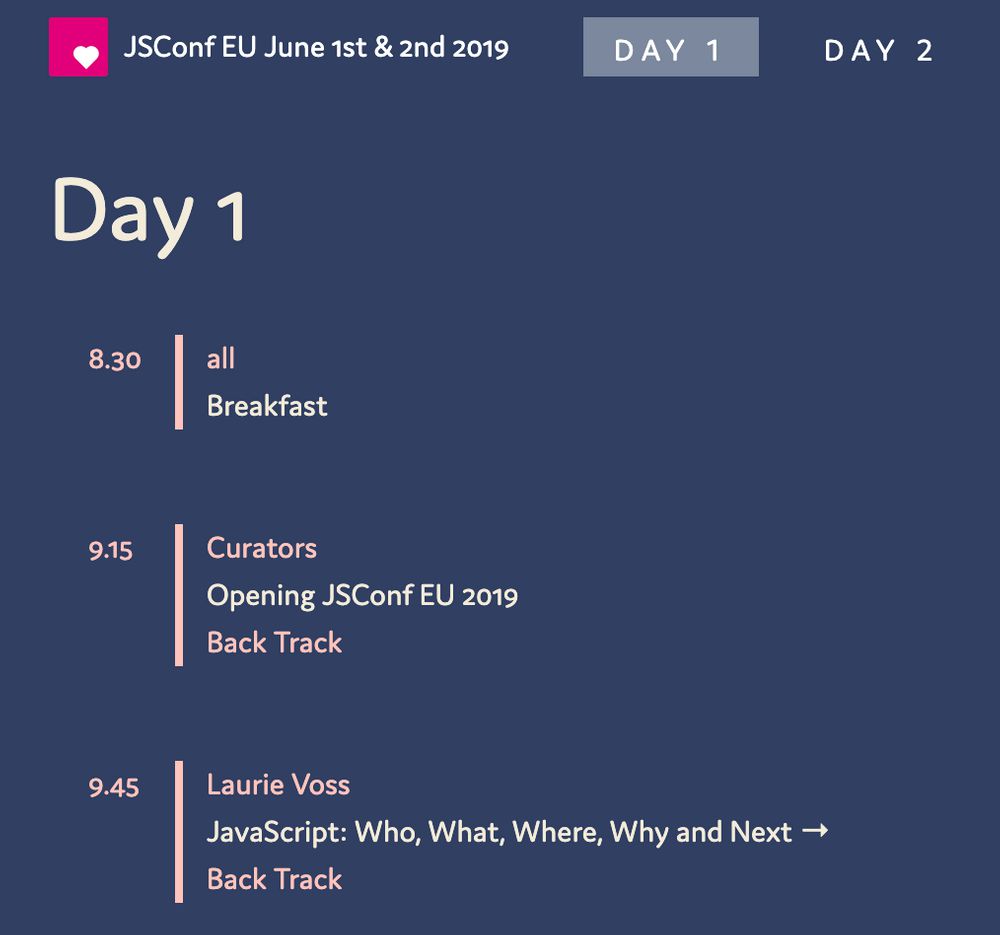 JSConf EU June 1st & 2nd 2019
DAY 1
DAY 2
Day 1
8.30
all
Breakfast
9.15
Curators
Opening JSConf EU 2019
Back Track
9.45
Laurie Voss
JavaScript: Who, What, Where, Why and Next →
Back Track